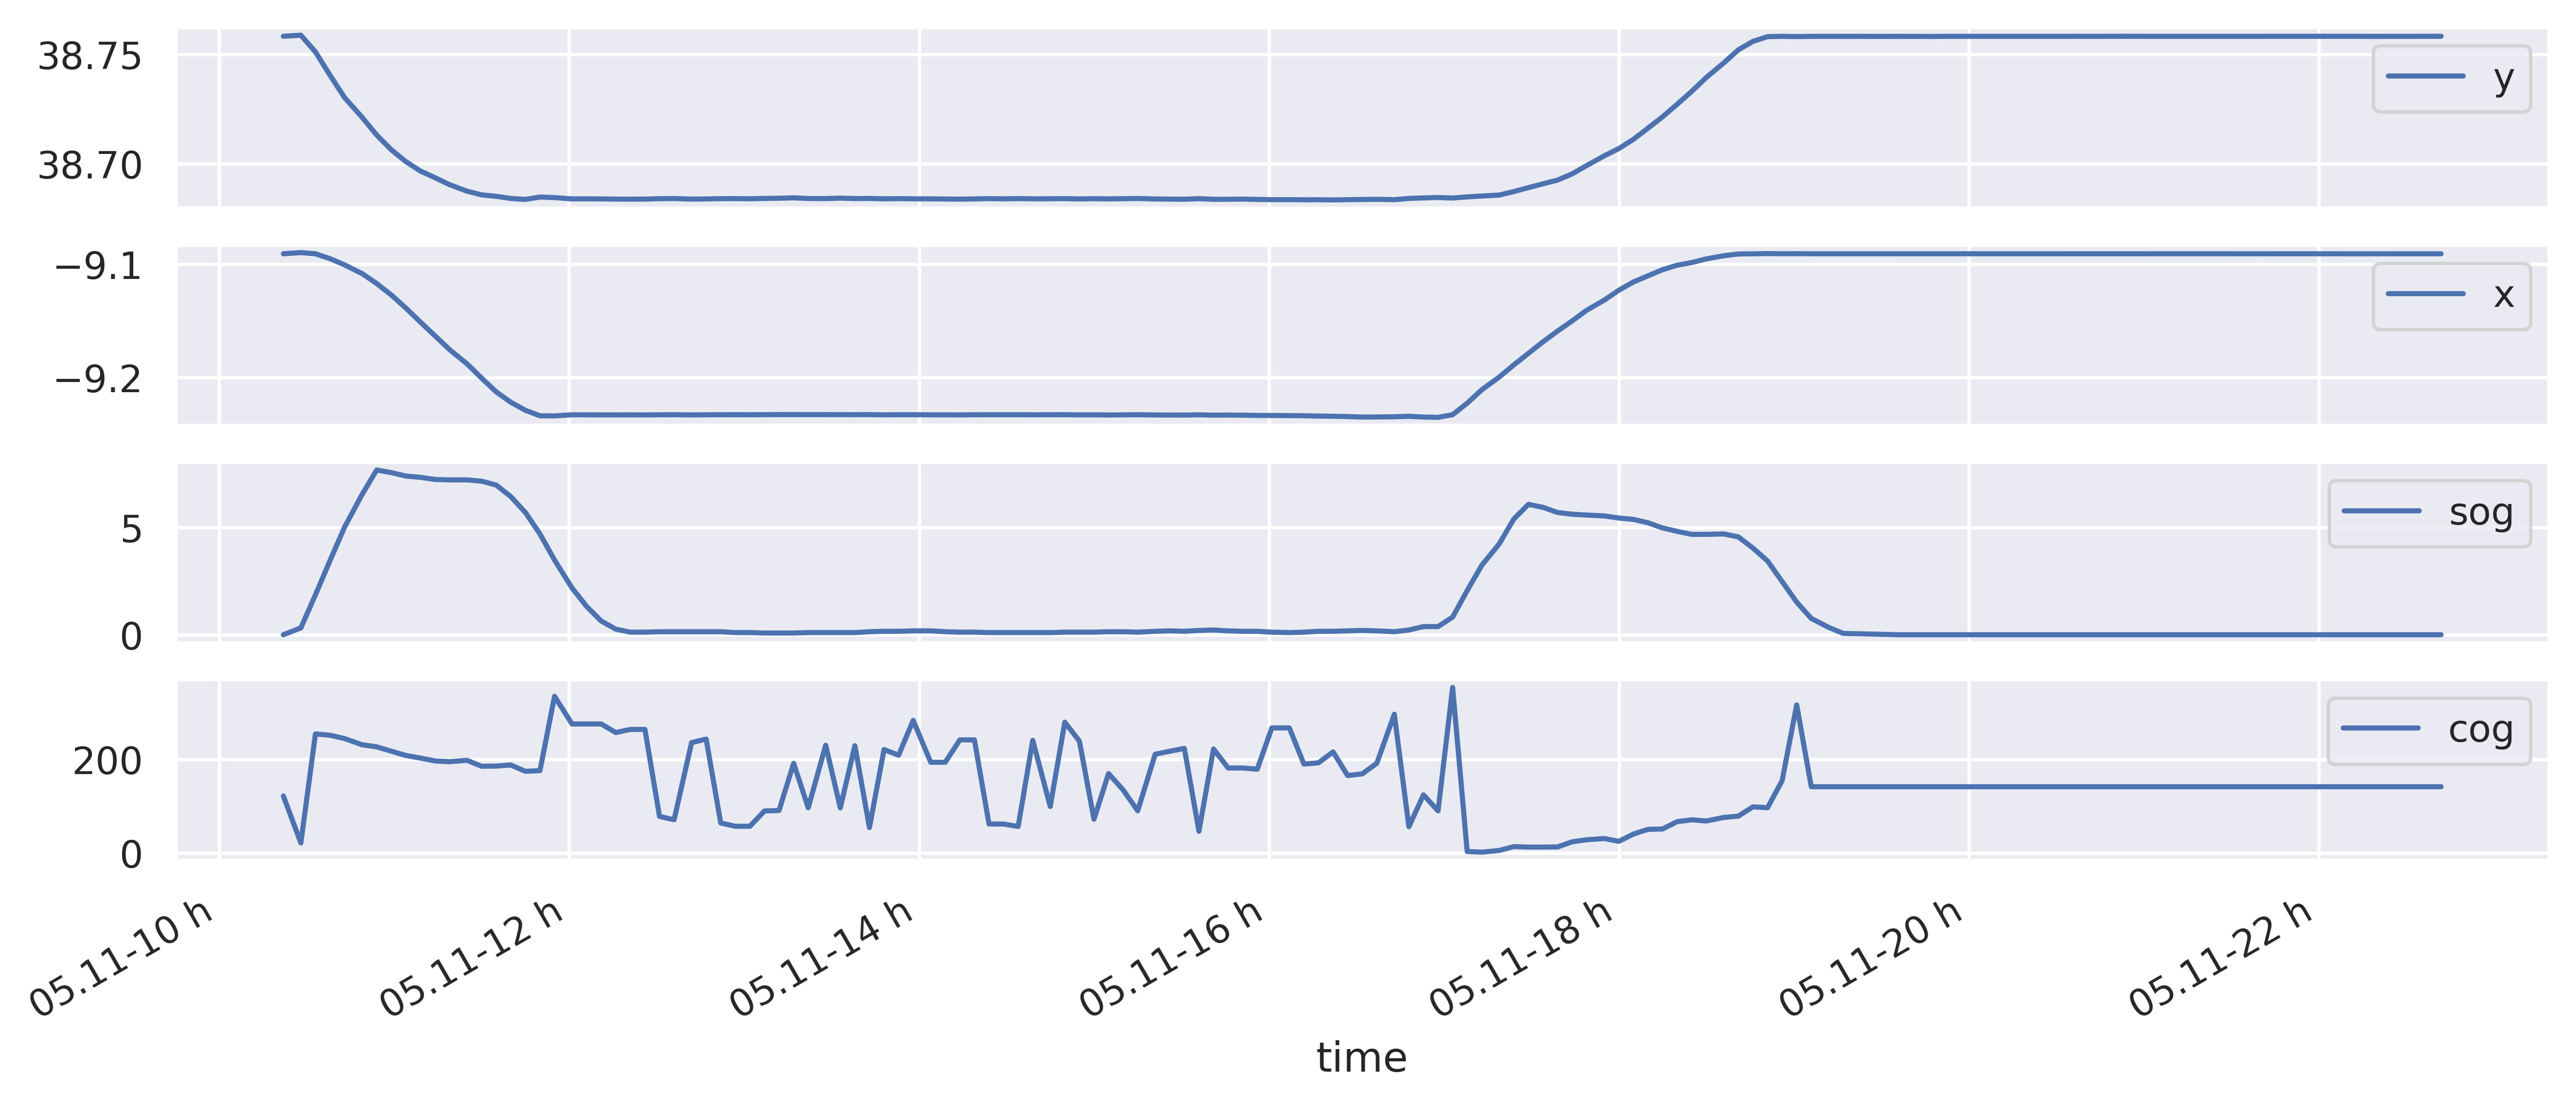 38.75
38.70
y
−9.1
−9.2
x
5
0
sog
200
0
cog
05.11-10 h
05.11-12 h
05.11-14 h
05.11-16 h
05.11-18 h
05.11-20 h
05.11-22 h
time